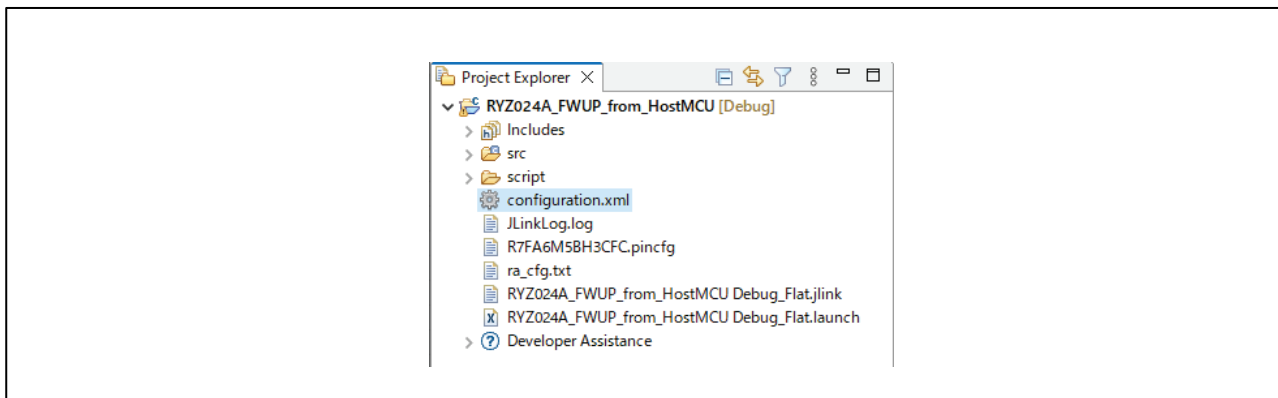 Project Explorer
RYZ024A_FWUP_from_HostMCU [Debug]
Includes
src
script
configuration.xml
JLinkLog.log
R7FA6M5BH3CFC.pincfg
ra_cfg.txt
RYZ024A_FWUP_from_HostMCU Debug_Flat.jlink
RYZ024A_FWUP_from_HostMCU Debug_Flat.launch
Developer Assistance